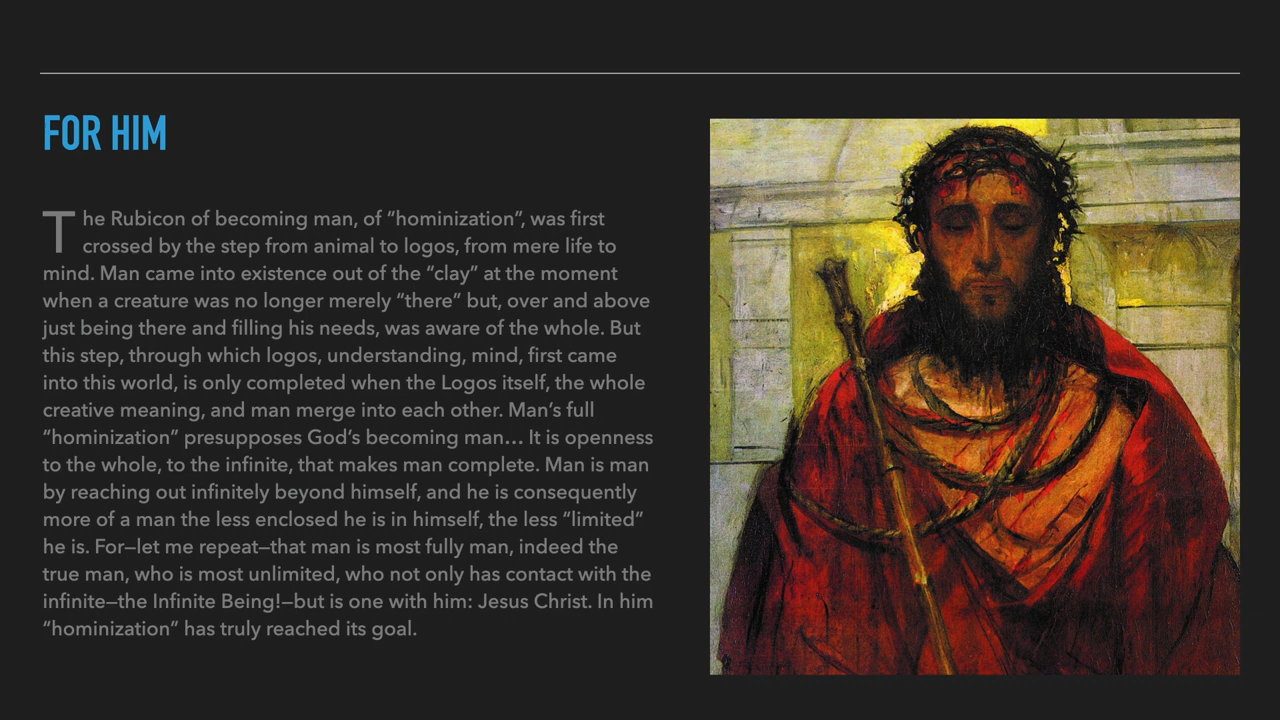 FOR HIM
The Rubicon of becoming man, of “hominization”, was first
crossed by the step from animal to logos, from mere life to
mind. Man came into existence out of the “clay” at the moment
when a creature was no longer merely “there” but, over and above
just being there and filling his needs, was aware of the whole. But
this step, through which logos, understanding, mind, first came
into this world, is only completed when the Logos itself, the whole
creative meaning, and man merge into each other. Man’s full
“hominization” presupposes God’s becoming man… It is openness
to the whole, to the infinite, that makes man complete. Man is man
by reaching out infinitely beyond himself, and he is consequently
more of a man the less enclosed he is in himself, the less “limited”
he is. For—let me repeat—that man is most fully man, indeed the
true man, who is most unlimited, who not only has contact with the
infinite—the Infinite Being!—but is one with him: Jesus Christ. In him
“hominization” has truly reached its goal.